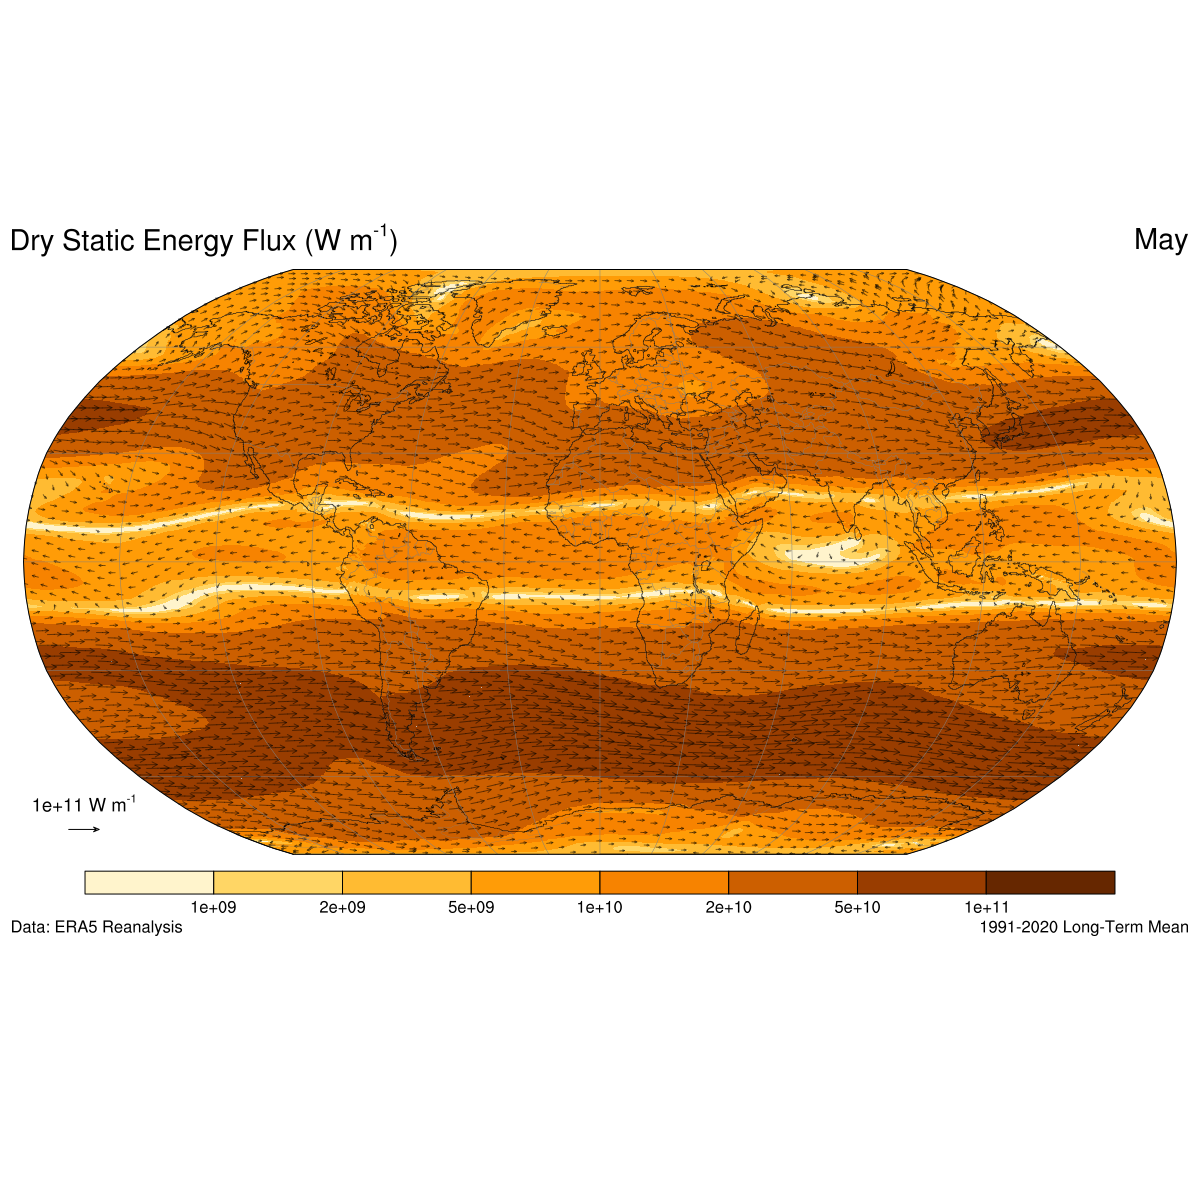 Dry Static Energy Flux (W m-1)
May
1e+11 W m-1
1e+09 2e+09 5e+09 1e+10 2e+10 5e+10 1e+11
Data: ERA5 Reanalysis
1991-2020 Long-Term Mean